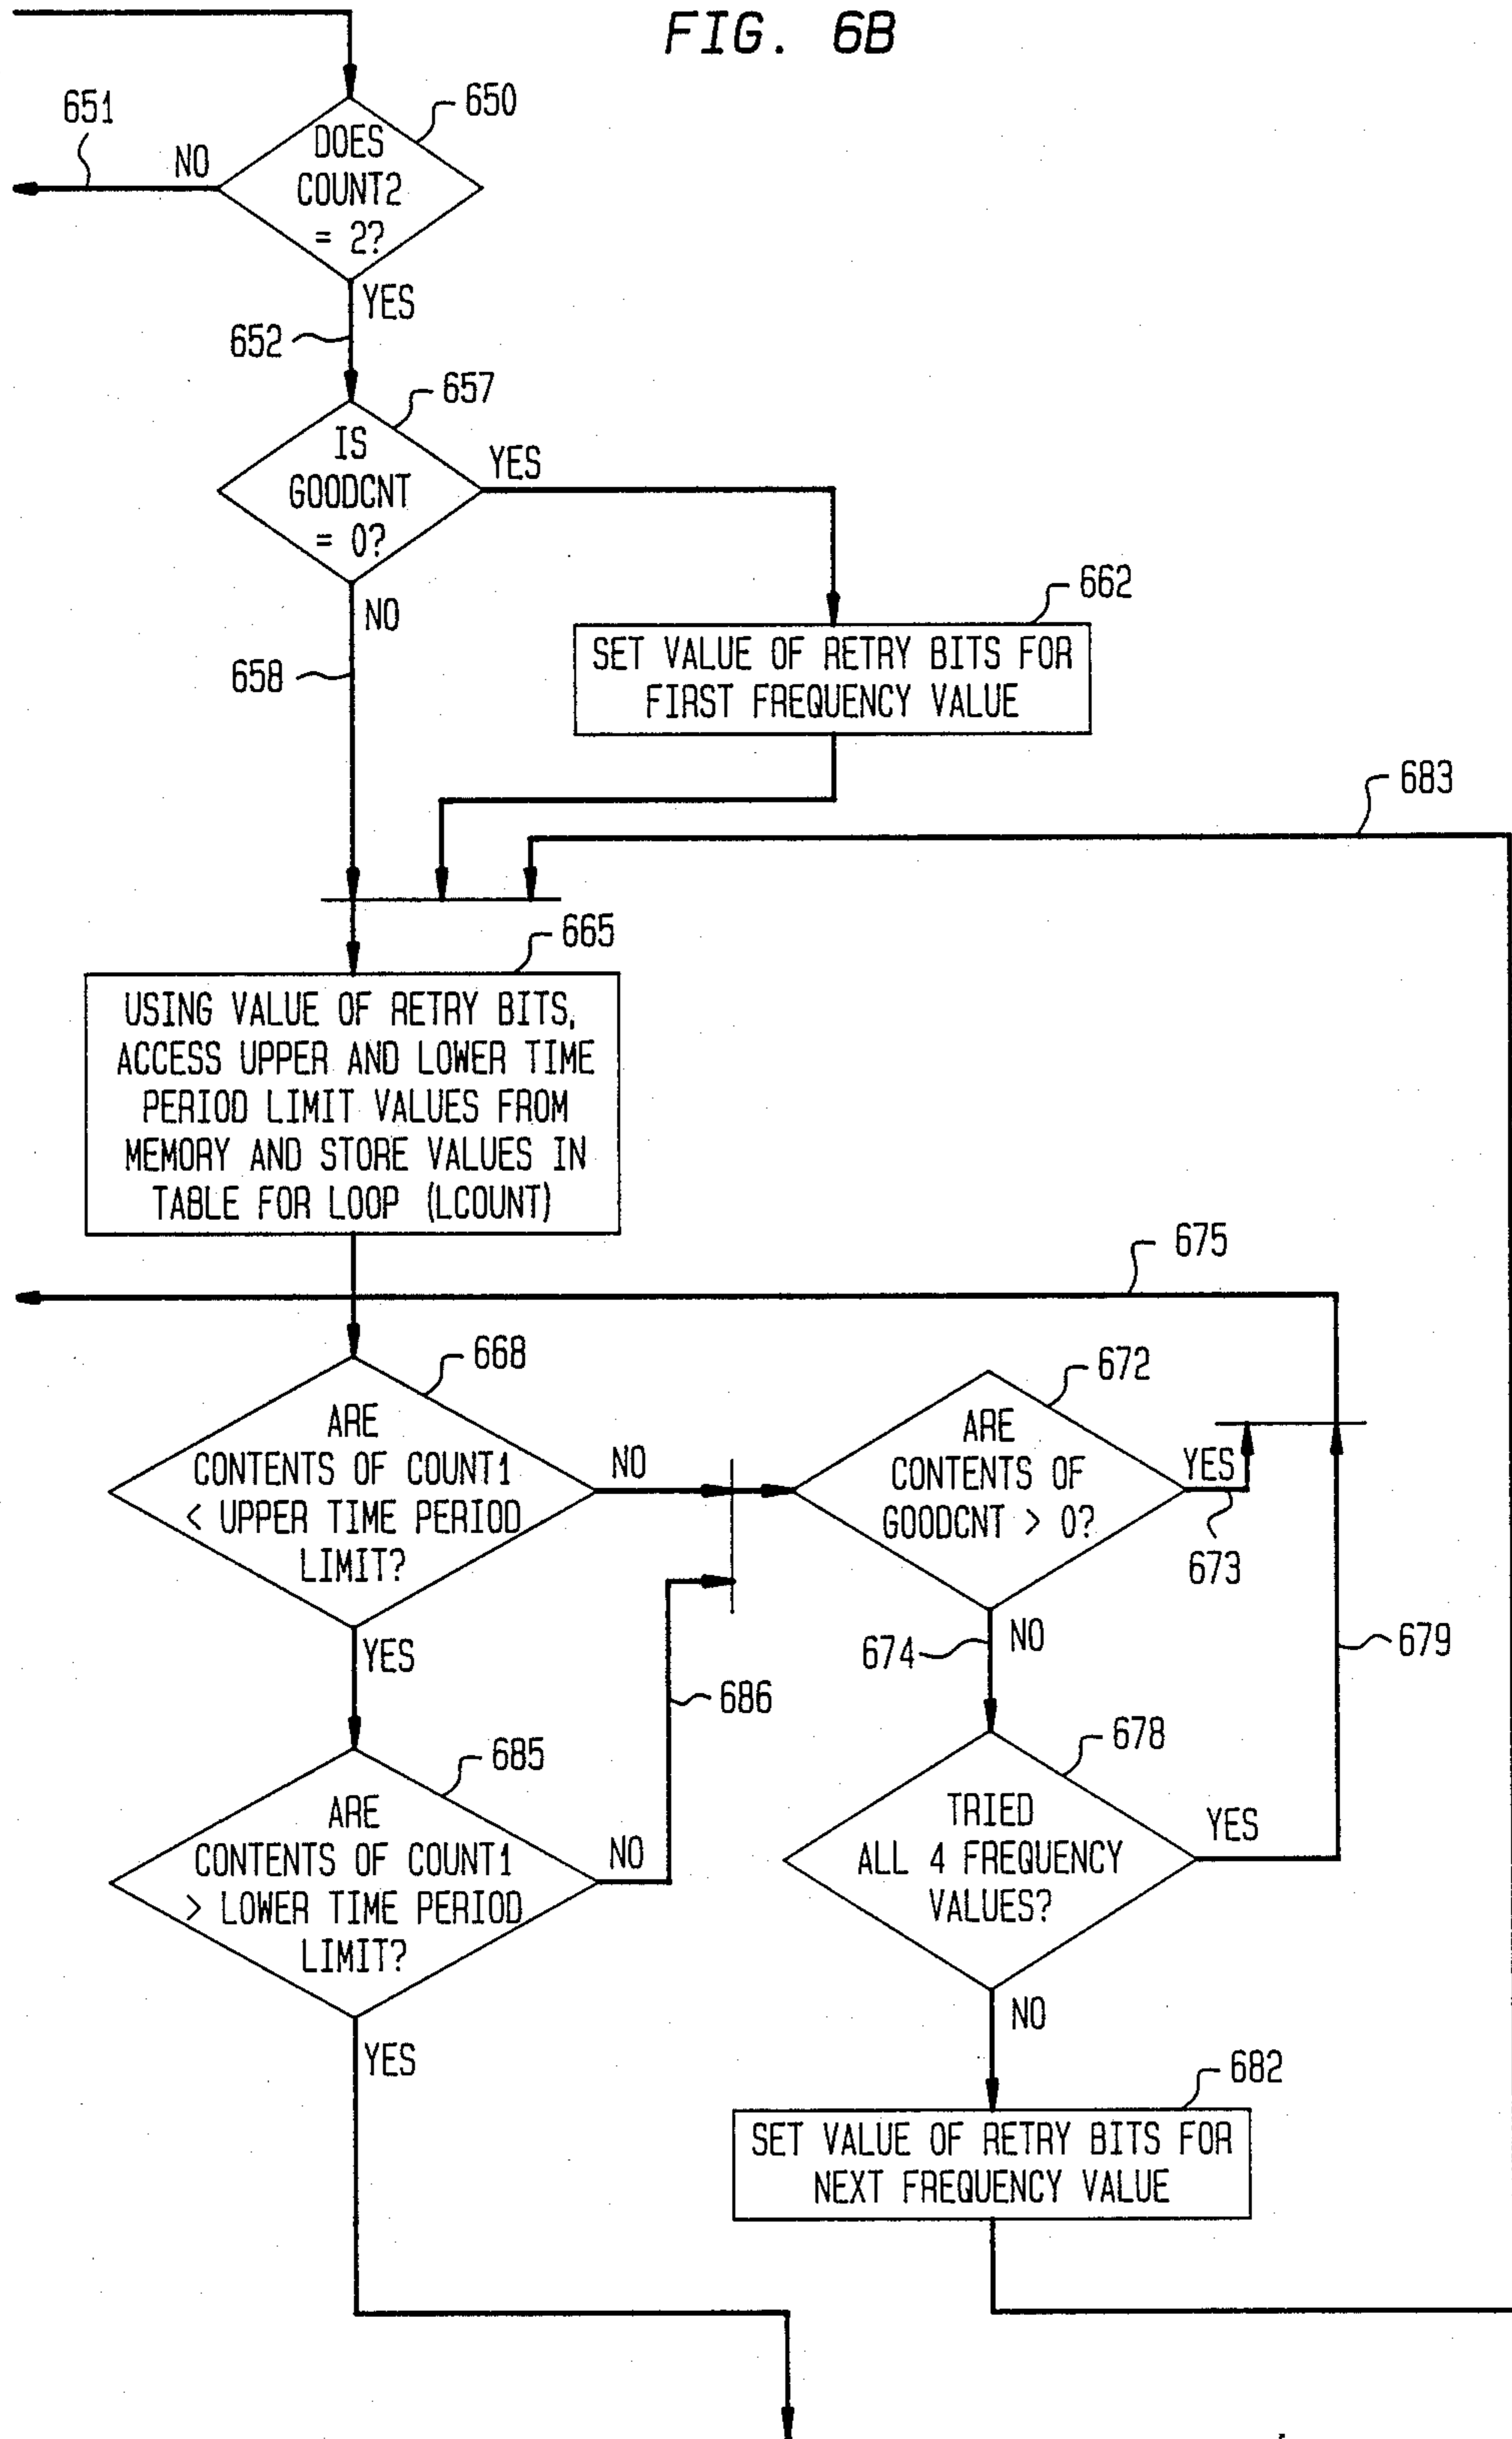 FIG. 6B
650
651
NO
DOES
COUNT2
= 2?
YES
652
657
IS
GOODCNT
= 0?
YES
NO
658
662
SET VALUE OF RETRY BITS FOR
FIRST FREQUENCY VALUE
683
665
USING VALUE OF RETRY BITS,
ACCESS UPPER AND LOWER TIME
PERIOD LIMIT VALUES FROM
MEMORY AND STORE VALUES IN
TABLE FOR LOOP (LCOUNT)
675
668
ARE
CONTENTS OF COUNT1
< UPPER TIME PERIOD
LIMIT?
NO
YES
672
ARE
CONTENTS OF
GOODCNT > 0?
YES
673
674
NO
679
686
685
ARE
CONTENTS OF COUNT1
> LOWER TIME PERIOD
LIMIT?
NO
YES
678
TRIED
ALL 4 FREQUENCY
VALUES?
YES
NO
682
SET VALUE OF RETRY BITS FOR
NEXT FREQUENCY VALUE